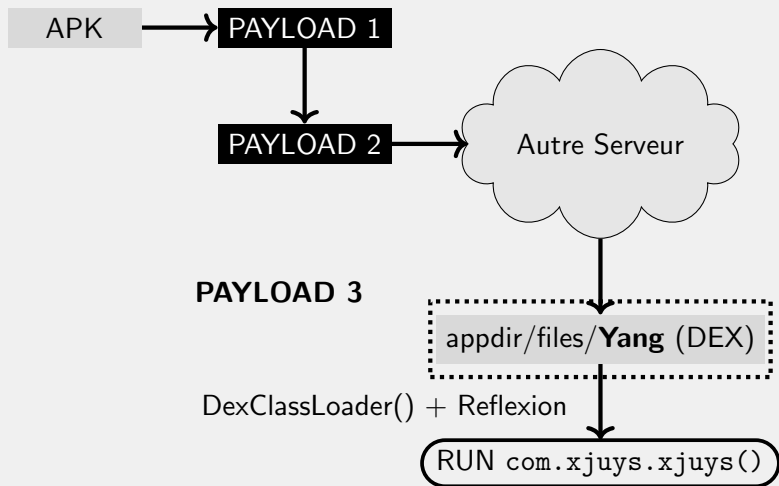 APK
PAYLOAD 1
PAYLOAD 2
Autre Serveur
PAYLOAD 3
appdir/files/Yang (DEX)
DexClassLoader() + Reflexion
RUN com.xjuys.xjuys()